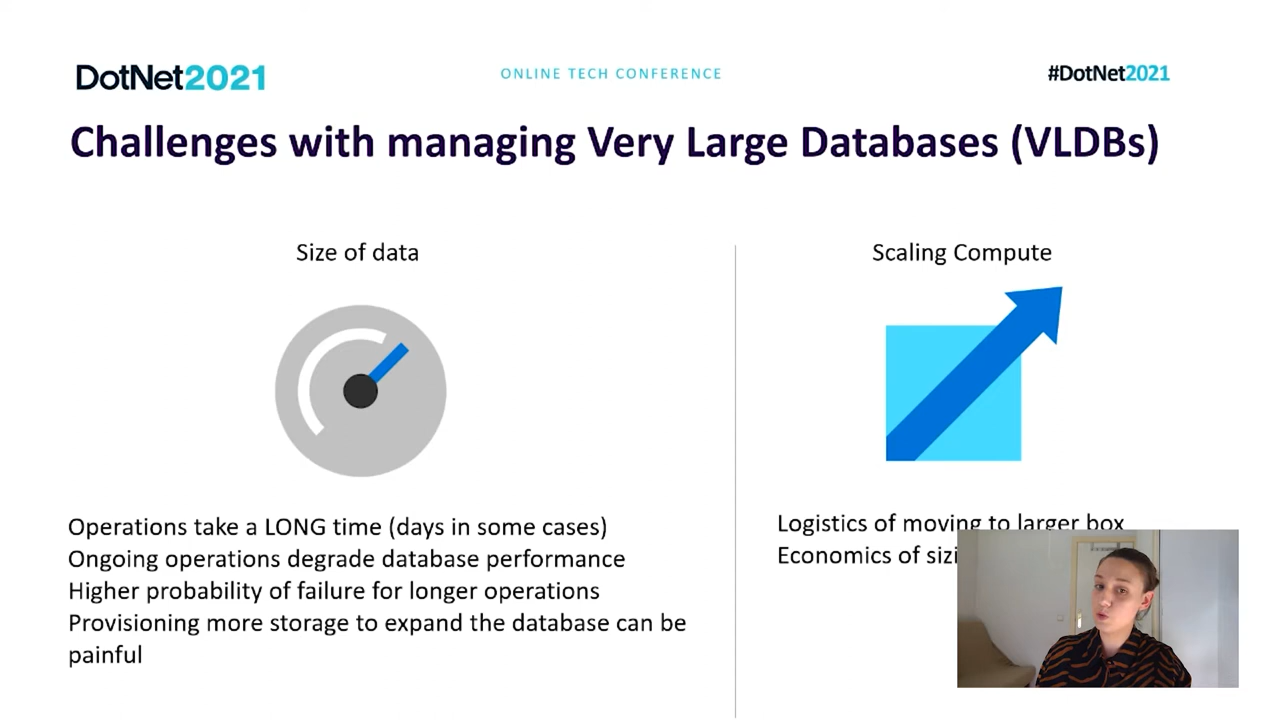 DotNet2021
ONLINE TECH CONFERENCE
#DotNet2021
Challenges with managing Very Large Databases (VLDBs)
Size of data
Operations take a LONG time (days in some cases)
Ongoing operations degrade database performance
Higher probability of failure for longer operations
Provisioning more storage to expand the database can be
painful
Scaling Compute
Logistics of moving to larger box
Economics of